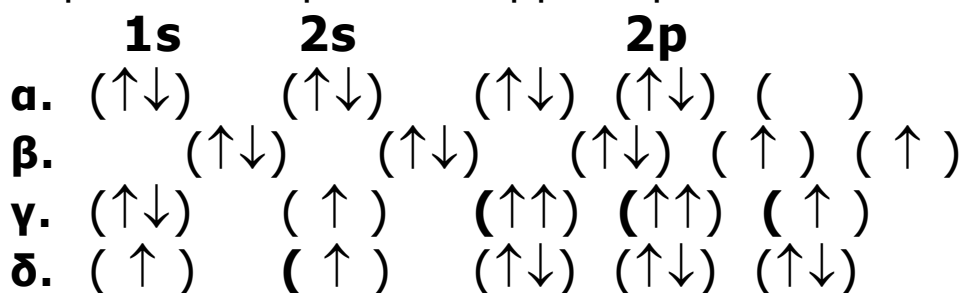 1s 2s 2p
α. (↑↓) (↑↓) (↑↓) (↑↓) ( )
β. (↑↓) (↑↓) (↑↓) ( ↑ ) ( ↑ )
γ. (↑↓) ( ↑ ) (↑↑) (↑↑) ( ↑ )
δ. ( ↑ ) ( ↑ ) (↑↓) (↑↓) (↑↓)